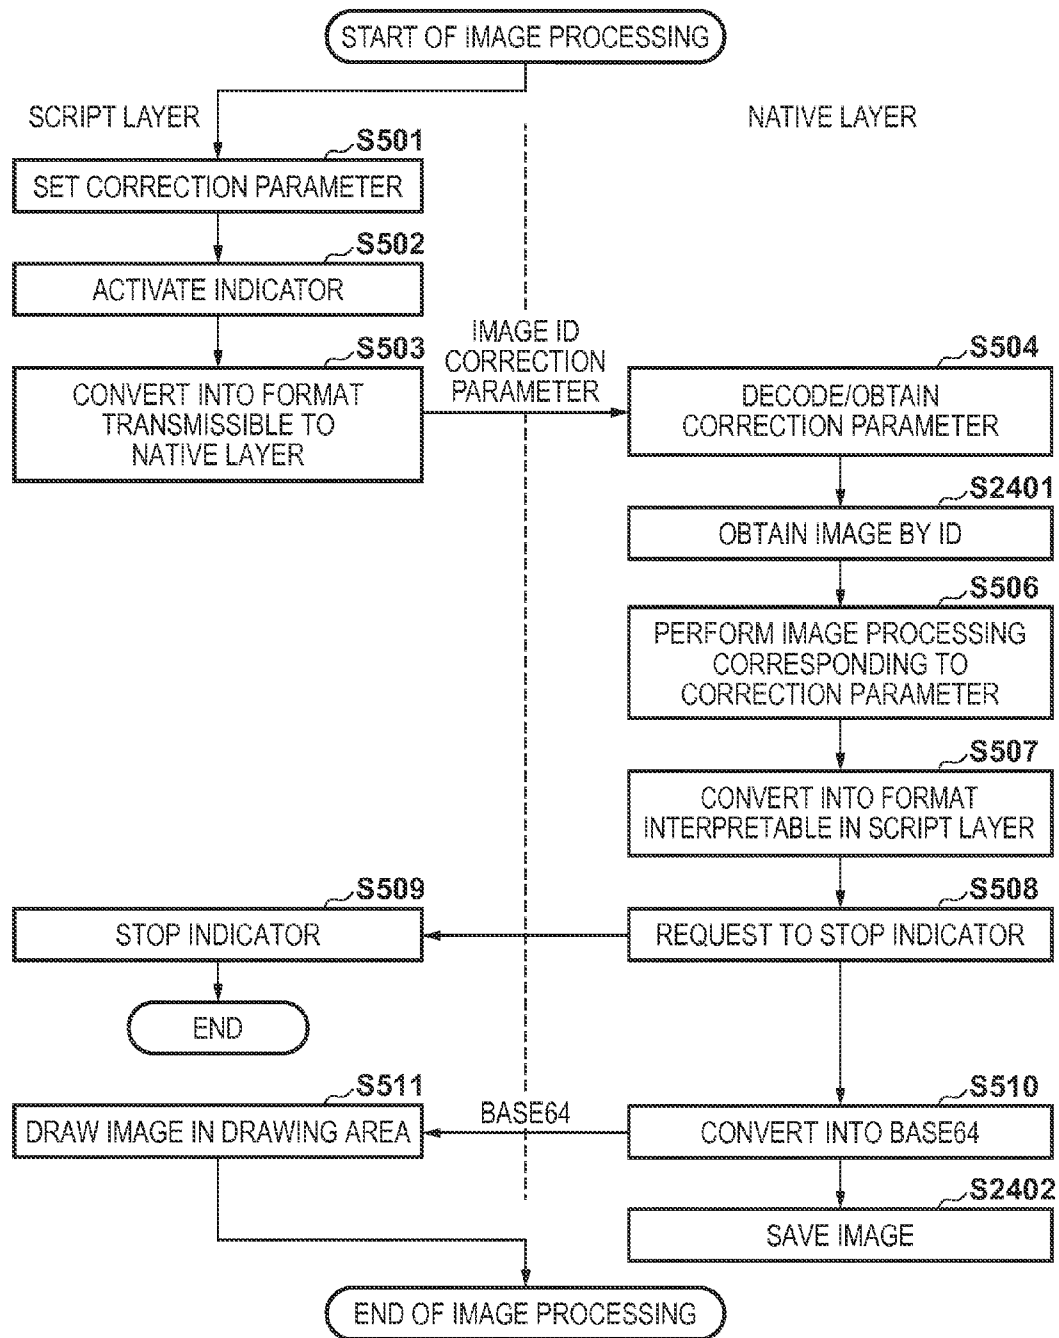 START OF IMAGE PROCESSING
SCRIPT LAYER
NATIVE LAYER
S501
SET CORRECTION PARAMETER
S502
ACTIVATE INDICATOR
S503
CONVERT INTO FORMAT
TRANSMISSIBLE TO
NATIVE LAYER
IMAGE ID
CORRECTION
PARAMETER
S504
DECODE/OBTAIN
CORRECTION PARAMETER
S2401
OBTAIN IMAGE BY ID
S506
PERFORM IMAGE PROCESSING
CORRESPONDING TO
CORRECTION PARAMETER
S507
CONVERT INTO FORMAT
INTERPRETABLE IN SCRIPT LAYER
S508
REQUEST TO STOP INDICATOR
S509
STOP INDICATOR
END
S510
CONVERT INTO BASE64
BASE64
S511
DRAW IMAGE IN DRAWING AREA
S2402
SAVE IMAGE
END OF IMAGE PROCESSING